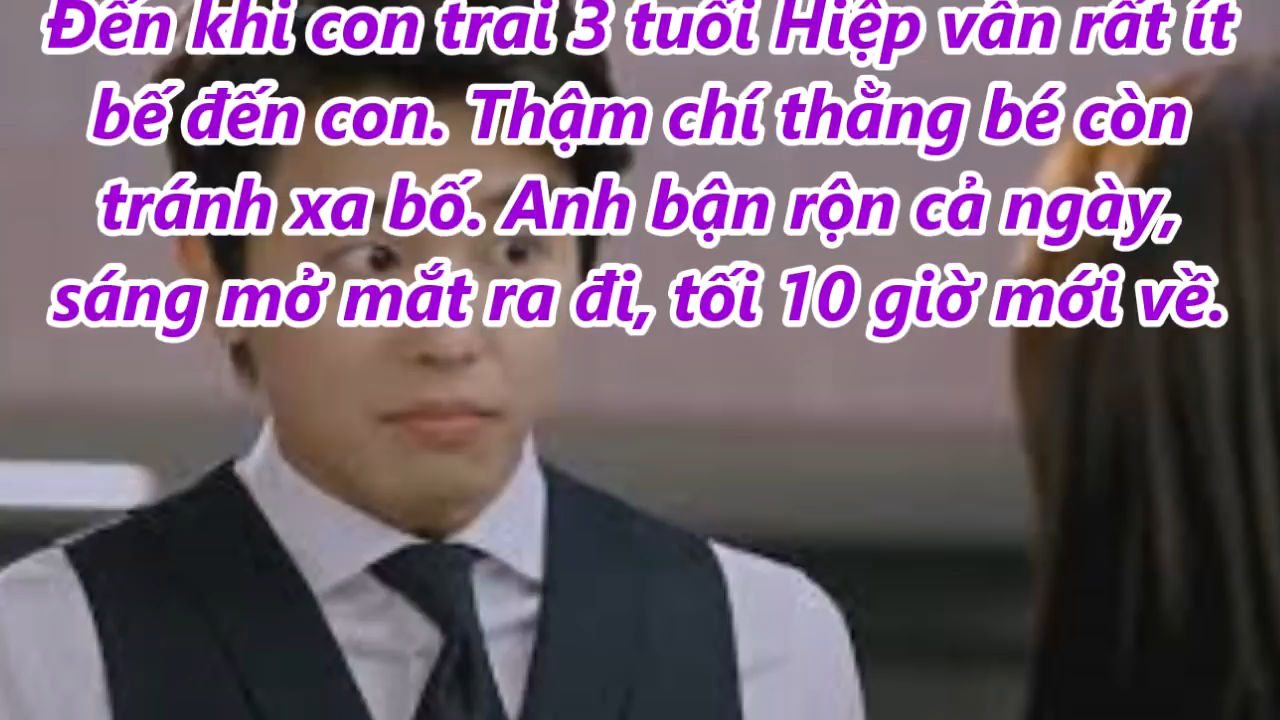 Đến khi con trai 3 tuổi Hiệp vẫn rất ít
bế đến con. Thậm chí thằng bé còn
tránh xa bố. Anh bận rộn cả ngày,
sáng mở mắt ra đi, tối 10 giờ mới về.